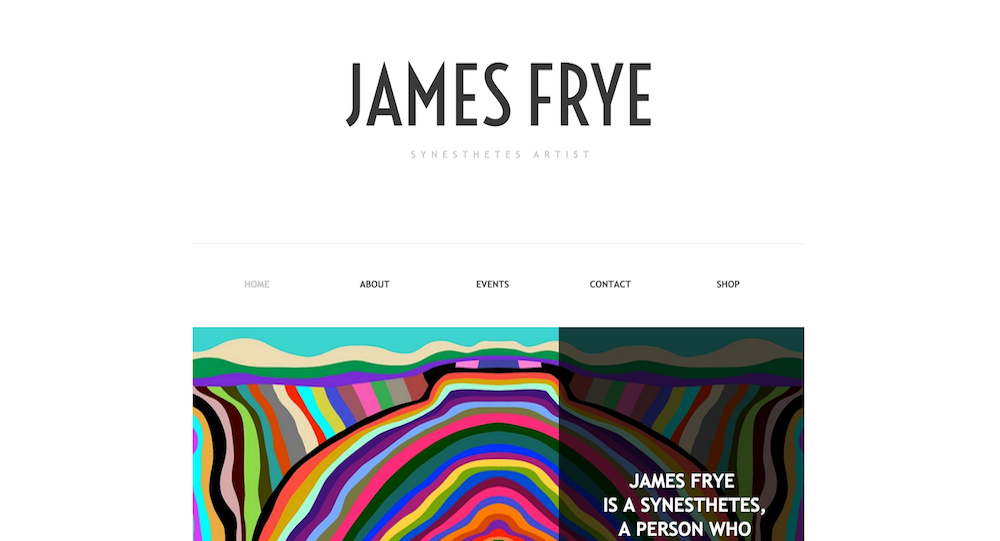 JAMES FRYE
SYNESTHETES ARTIST
HOME ABOUT EVENTS CONTACT SHOP
JAMES FRYE
IS A SYNESTHETES,
A PERSON WHO